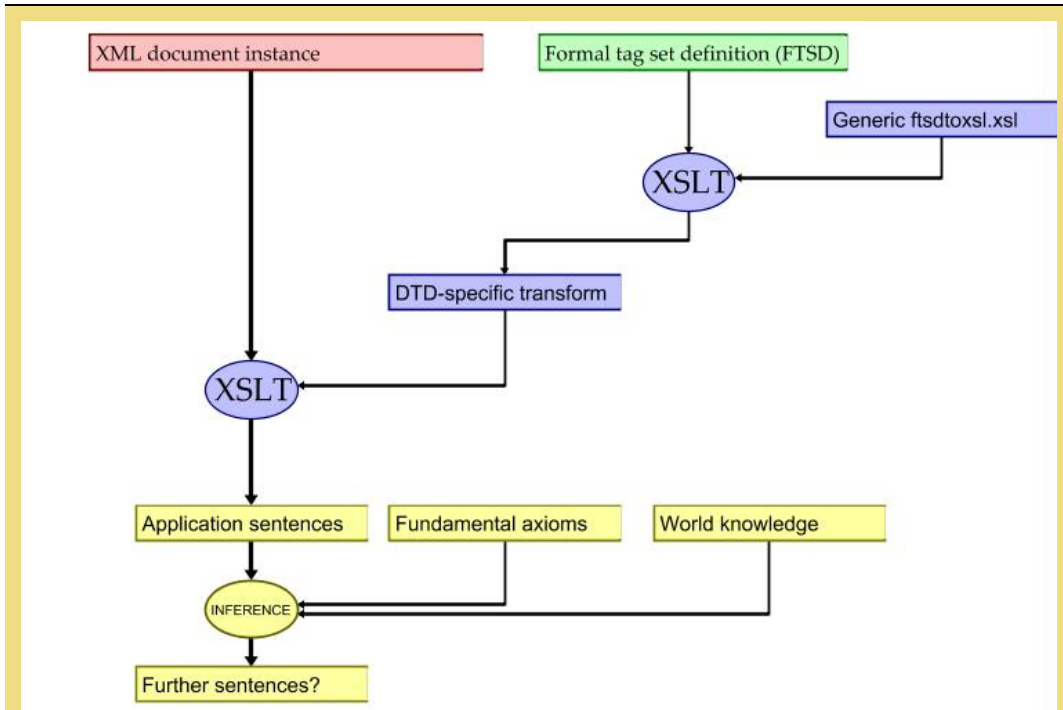 XML document instance
Formal tag set definition (FTSD)
Generic ftsdtoxsl.xsl
XSLT
DTD-specific transform
XSLT
Application sentences
Fundamental axioms
World knowledge
INFERENCE
Further sentences?